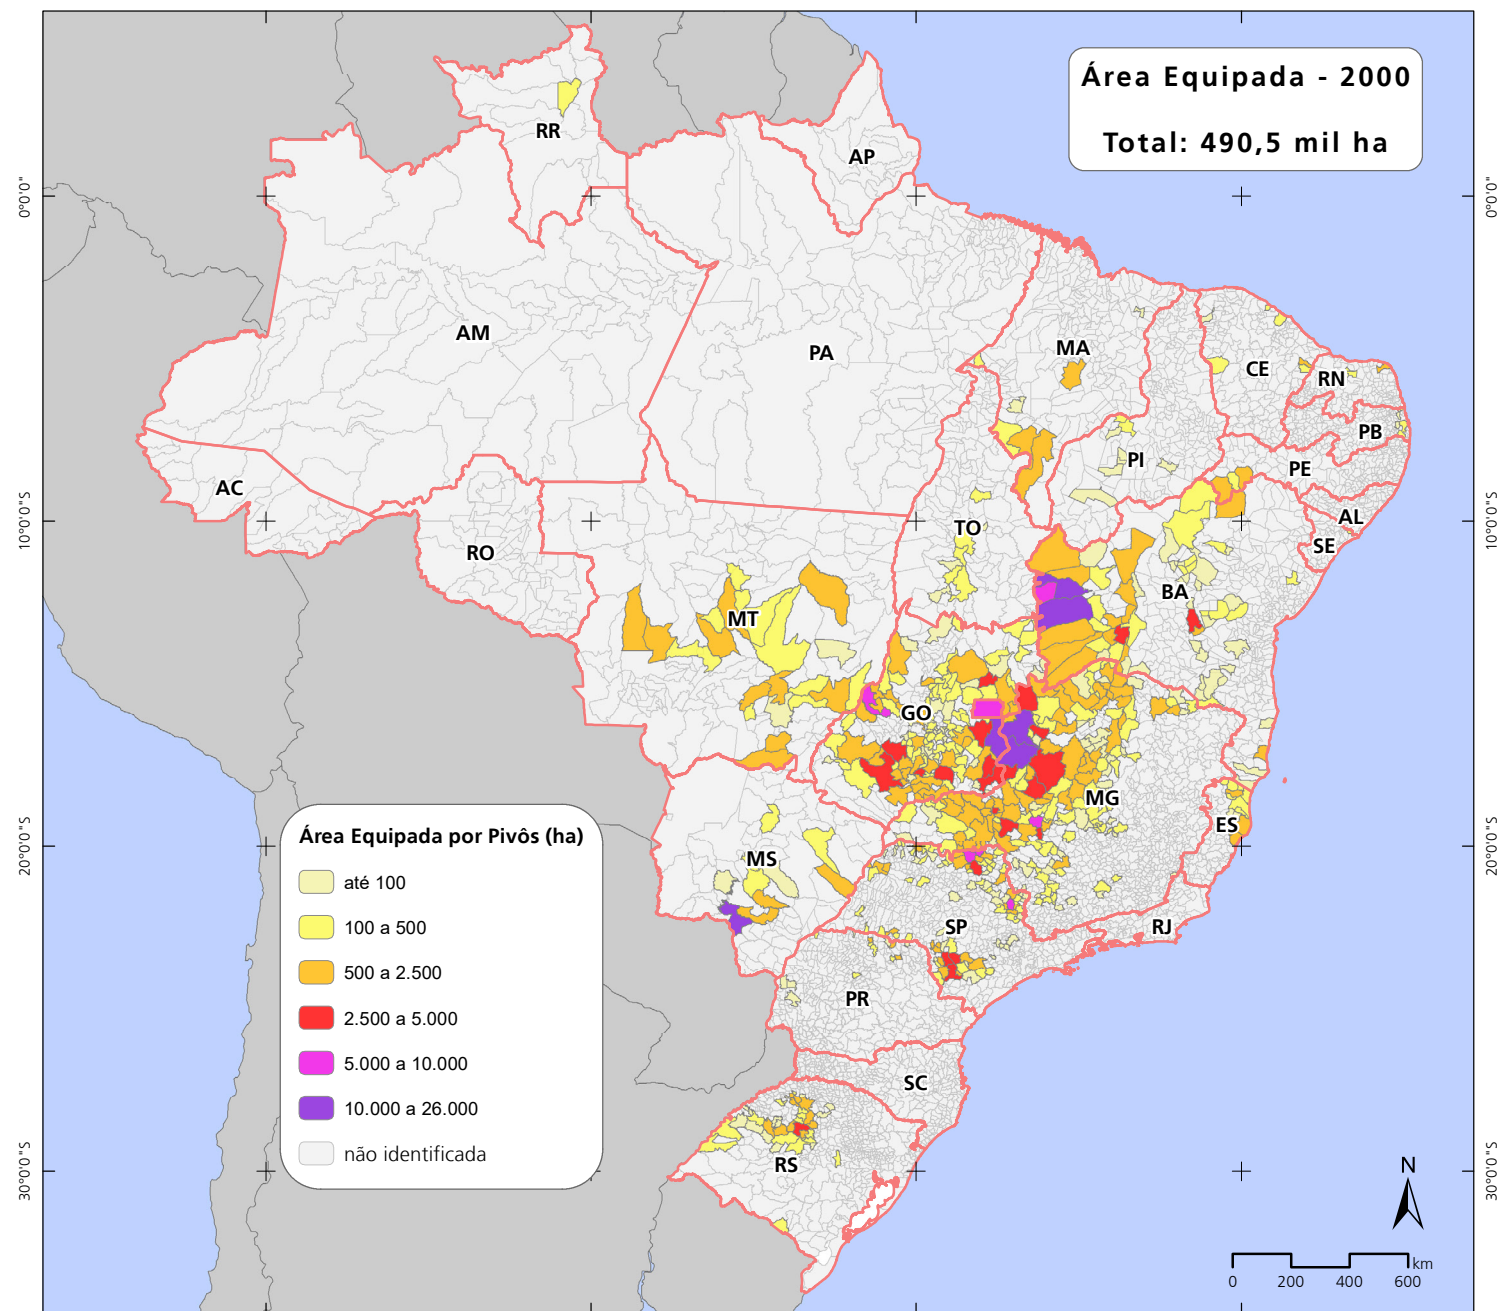 Área Equipada - 2000
Total: 490,5 mil ha
RR
AP
0°0'0"
0°0'0"
AM
PA
MA
CE
RN
PB
PI
PE
AC
AL
10°0'0"S
10°0'0"S
TO
SE
RO
BA
MT
GO
MG
ES
20°0'0"S
20°0'0"S
MS
SP
RJ
PR
SC
RS
30°0'0"S
30°0'0"S
Área Equipada por Pivôs (ha)
até 100
100 a 500
500 a 2.500
2.500 a 5.000
5.000 a 10.000
10.000 a 26.000
não identificada
N
km
0 200 400 600